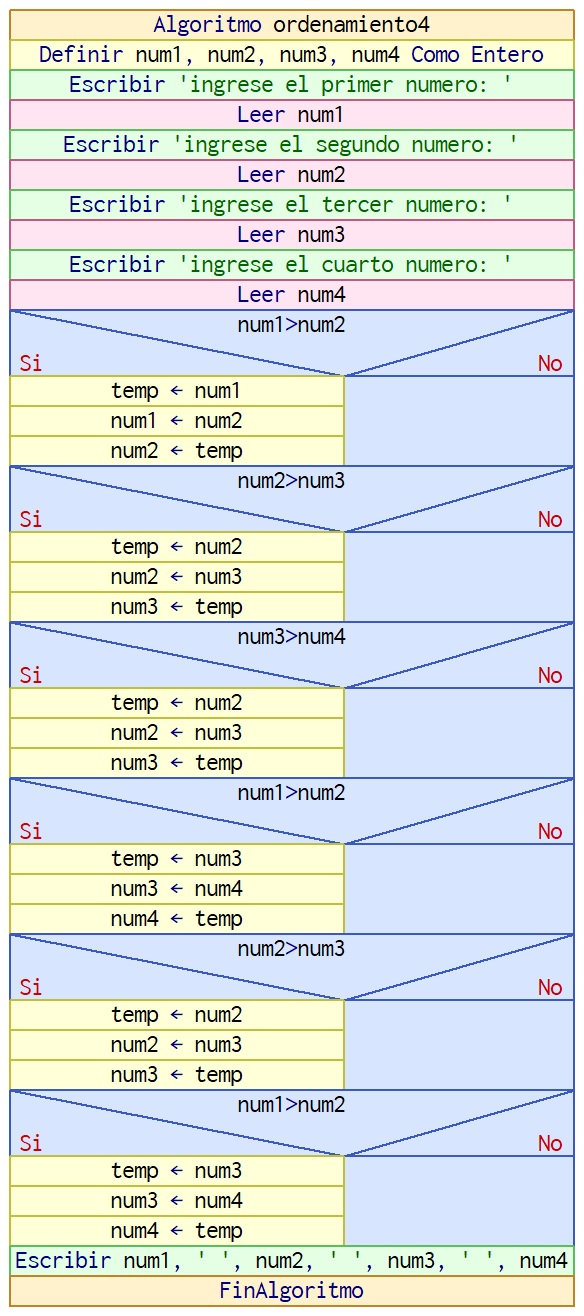 Algoritmo ordenamiento4
Definir num1, num2, num3, num4 Como Entero
Escribir 'ingrese el primer numero: '
Leer num1
Escribir 'ingrese el segundo numero: '
Leer num2
Escribir 'ingrese el tercer numero: '
Leer num3
Escribir 'ingrese el cuarto numero: '
Leer num4
num1>num2
Si No
temp ← num1
num1 ← num2
num2 ← temp
num2>num3
Si No
temp ← num2
num2 ← num3
num3 ← temp
num3>num4
Si No
temp ← num2
num2 ← num3
num3 ← temp
num1>num2
Si No
temp ← num3
num3 ← num4
num4 ← temp
num2>num3
Si No
temp ← num2
num2 ← num3
num3 ← temp
num1>num2
Si No
temp ← num3
num3 ← num4
num4 ← temp
Escribir num1, ' ', num2, ' ', num3, ' ', num4
FinAlgoritmo